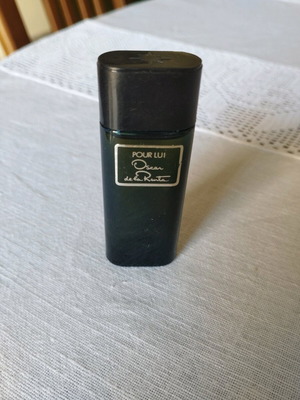 POUR LUI
Oscar
de la Renta